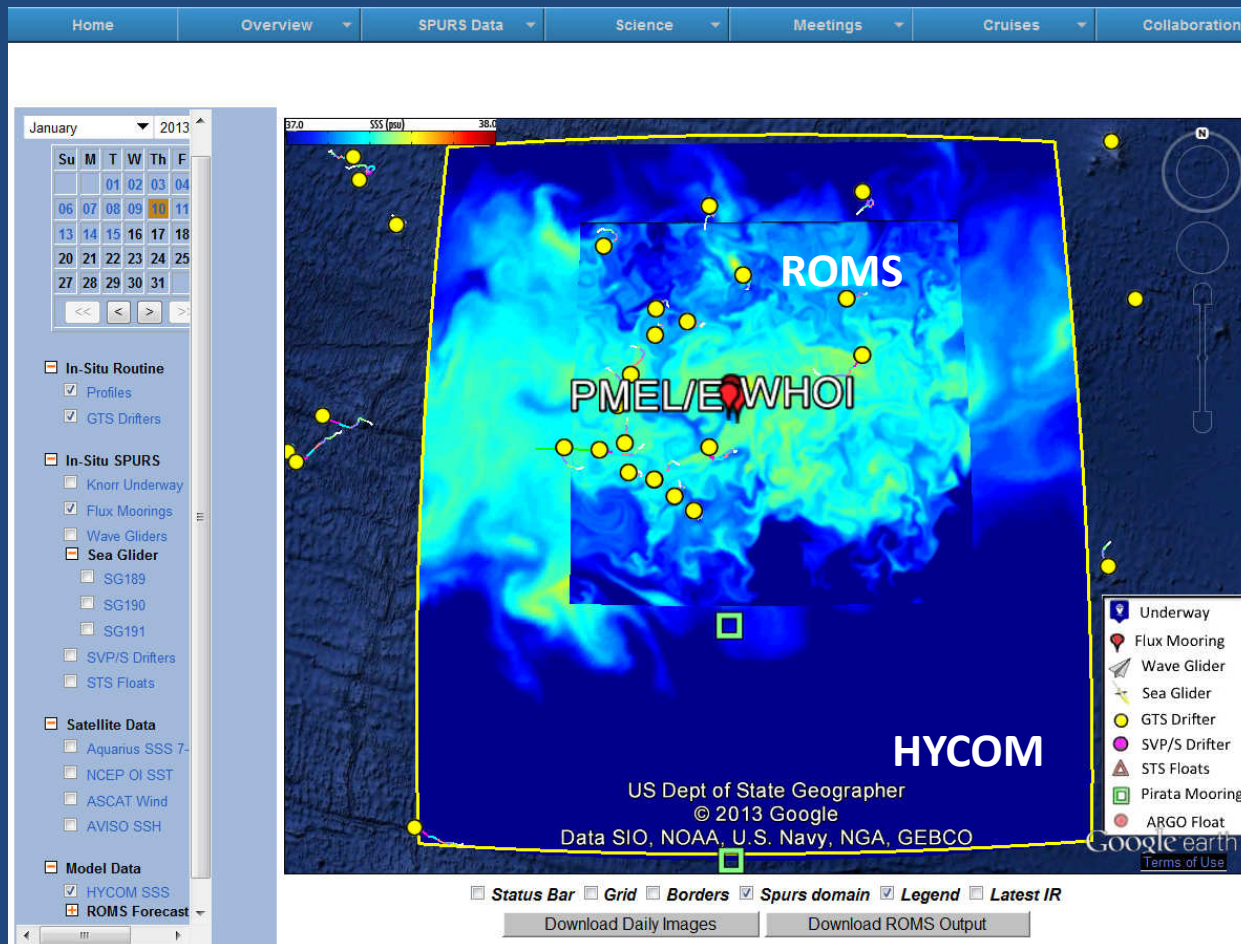 Home Overview SPURS Data Science Meetings Cruises Collaboration
January 2013
Su M T W Th F
01 02 03 04
06 07 08 09 10 11
13 14 15 16 17 18
20 21 22 23 24 25
27 28 29 30 31
<< < > >>
In-Situ Routine
Profiles
GTS Drifters
In-Situ SPURS
Knorr Underway
Flux Moorings
Wave Gliders
Sea Glider
SG189
SG190
SG191
SVP/S Drifters
STS Floats
Satellite Data
Aquarius SSS 7-
NCEP OI SST
ASCAT Wind
AVISO SSH
Model Data
HYCOM SSS
ROMS Forecast
37.0 SSS (psu) 38.0
N
ROMS
PMEL/E WHOI
HYCOM
US Dept of State Geographer
© 2013 Google
Data SIO, NOAA, U.S. Navy, NGA, GEBCO
Underway
Flux Mooring
Wave Glider
Sea Glider
GTS Drifter
SVP/S Drifter
STS Floats
Pirata Mooring
ARGO Float
Google earth
Terms of Use
Status Bar Grid Borders Spurs domain Legend Latest IR
Download Daily Images Download ROMS Output